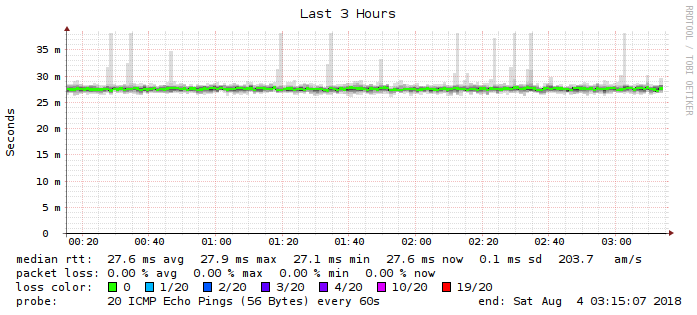 Last 3 Hours
RRDTOOL / TOBI OETIKER
Seconds
35 m
30 m
25 m
20 m
15 m
10 m
5 m
0
00:20 00:40 01:00 01:20 01:40 02:00 02:20 02:40 03:00
median rtt: 27.6 ms avg 27.9 ms max 27.1 ms min 27.6 ms now 0.1 ms sd 203.7 am/s
packet loss: 0.00 % avg 0.00 % max 0.00 % min 0.00 % now
loss color: 0 1/20 2/20 3/20 4/20 10/20 19/20
probe: 20 ICMP Echo Pings (56 Bytes) every 60s end: Sat Aug 4 03:15:07 2018